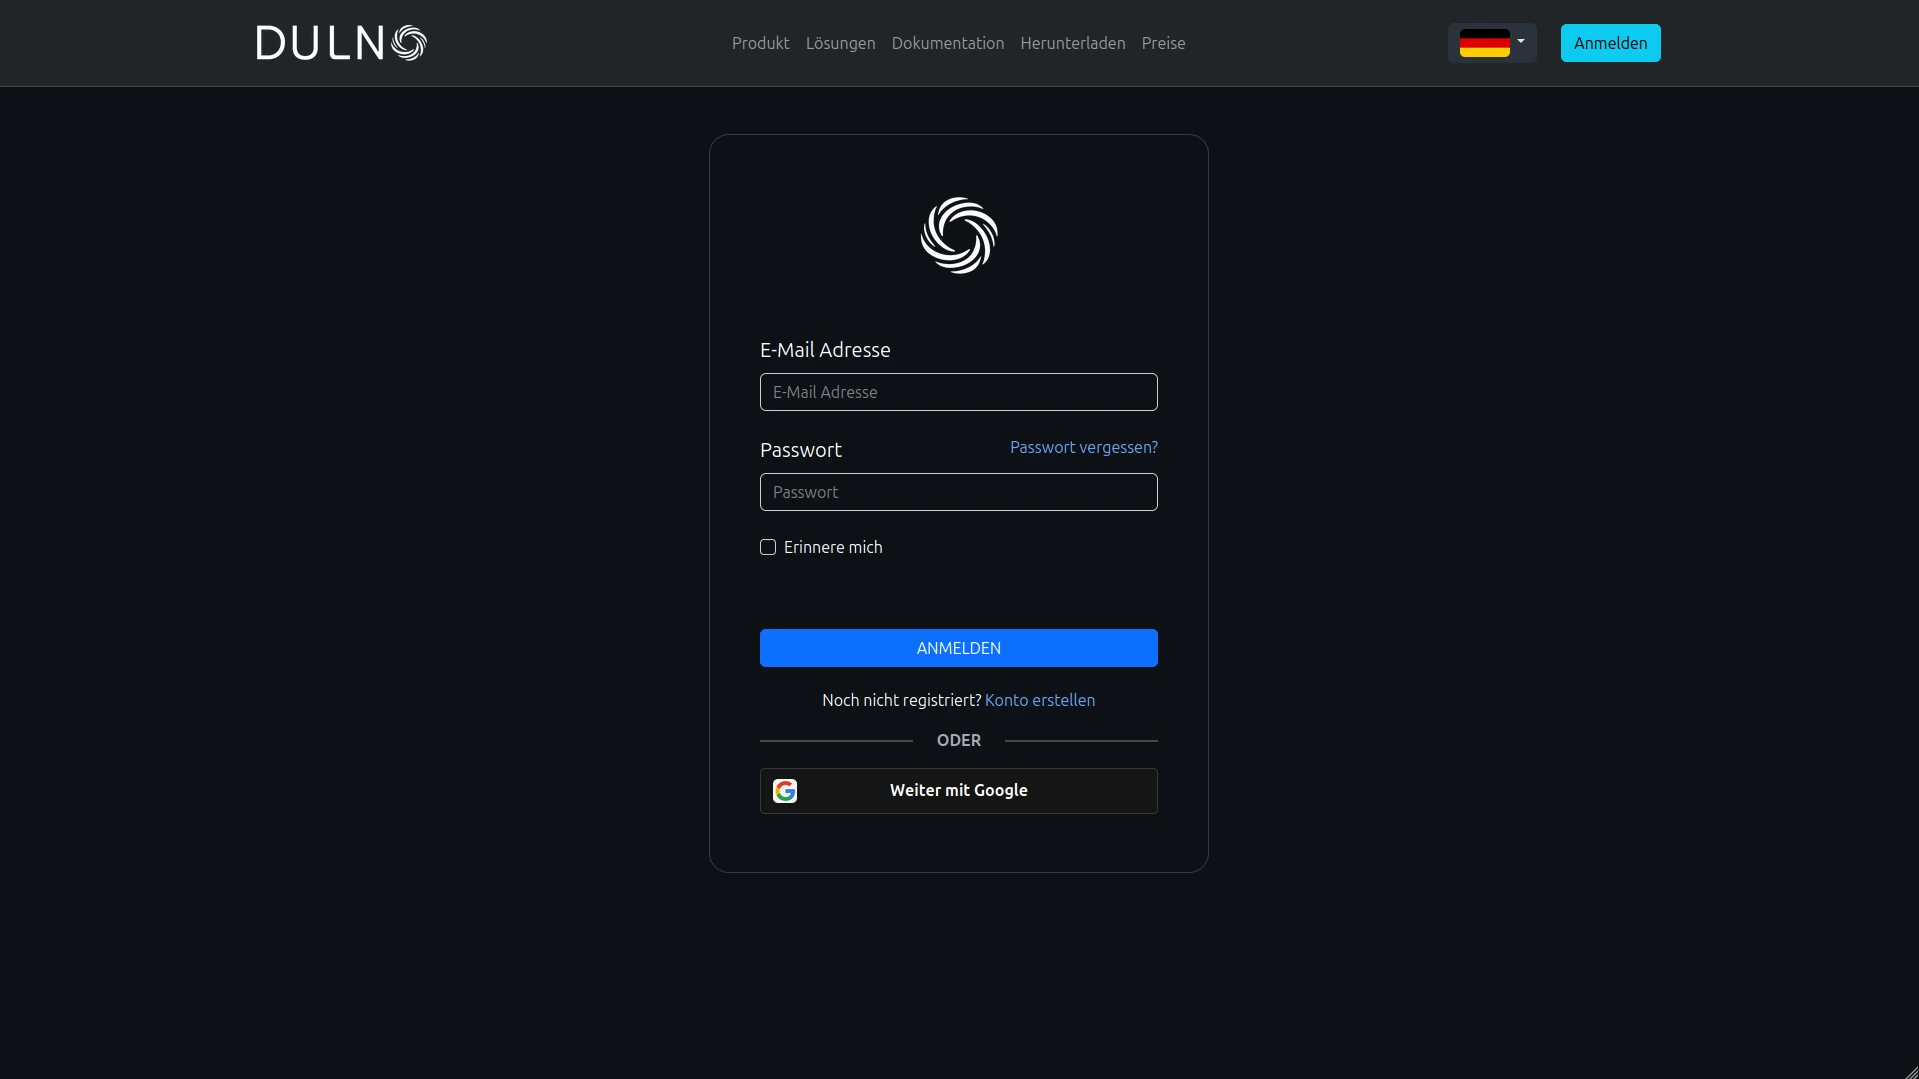 DULNO
Produkt Lösungen Dokumentation Herunterladen Preise
Anmelden
E-Mail Adresse
E-Mail Adresse
Passwort Passwort vergessen?
Passwort
Erinnere mich
ANMELDEN
Noch nicht registriert? Konto erstellen
ODER
Weiter mit Google